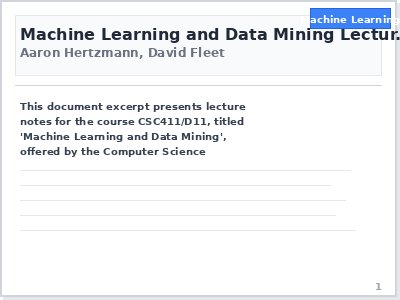 Machine Learning
Machine Learning and Data Mining Lectur...
Aaron Hertzmann, David Fleet
This document excerpt presents lecture
notes for the course CSC411/D11, titled
'Machine Learning and Data Mining',
offered by the Computer Science
1